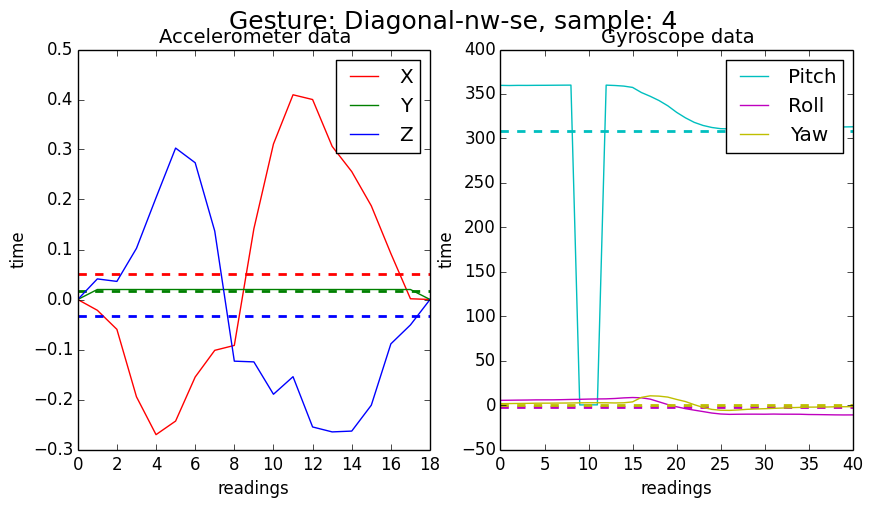 Gesture: Diagonal-nw-se, sample: 4
Accelerometer data
0.5
0.4
0.3
0.2
0.1
0.0
−0.1
−0.2
−0.3
time
0 2 4 6 8 10 12 14 16 18
readings
X
Y
Z
Gyroscope data
400
350
300
250
200
150
100
50
0
−50
time
0 5 10 15 20 25 30 35 40
readings
Pitch
Roll
Yaw